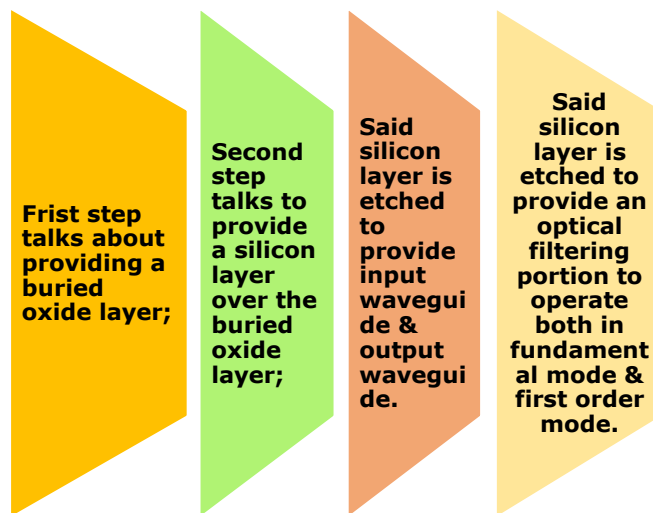 Frist step
talks about
providing a
buried
oxide layer;
Second
step
talks to
provide
a silicon
layer
over the
buried
oxide
layer;
Said
silicon
layer is
etched
to
provide
input
wavegui
de &
output
wavegui
de.
Said
silicon
layer is
etched to
provide an
optical
filtering
portion to
operate
both in
fundament
al mode &
first order
mode.